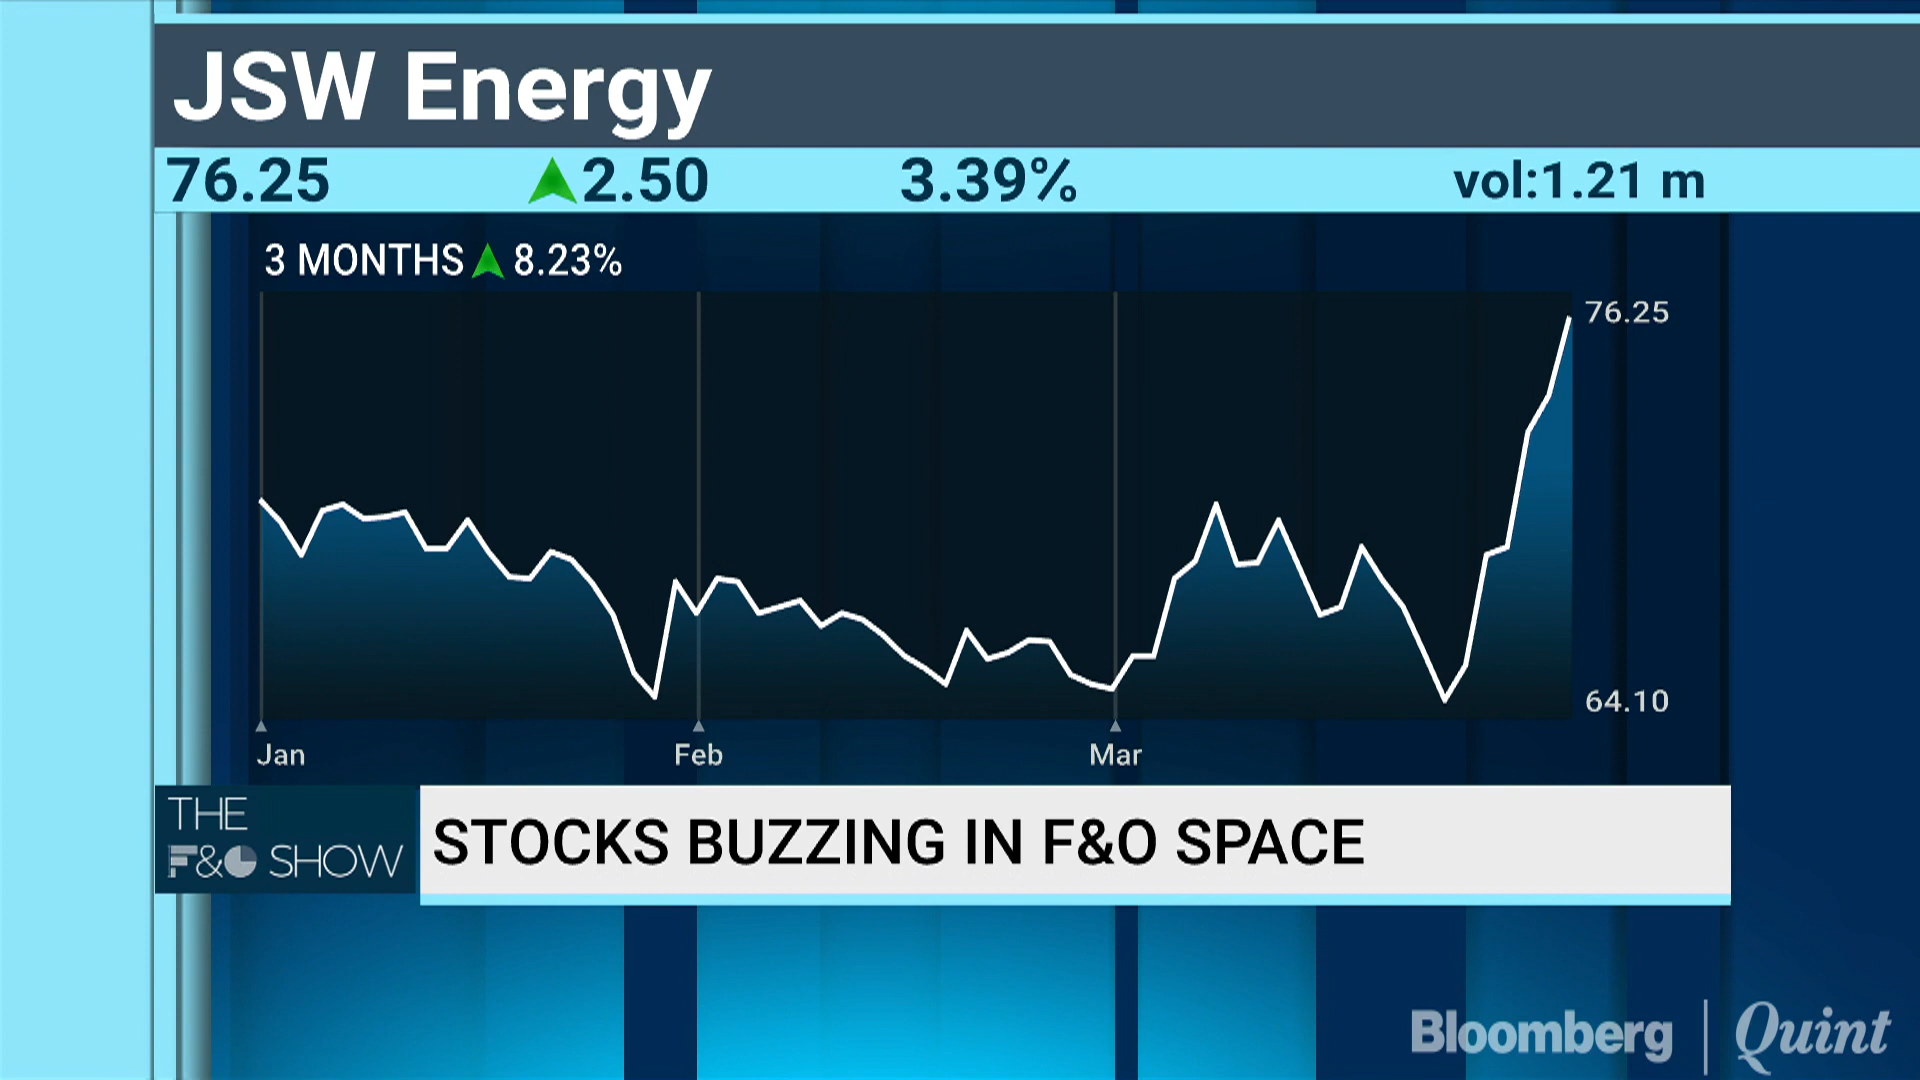 JSW Energy
76.25 ▲2.50 3.39% vol:1.21 m
3 MONTHS ▲ 8.23%
76.25
64.10
Jan Feb Mar
THE
F&O SHOW
STOCKS BUZZING IN F&O SPACE
Bloomberg | Quint